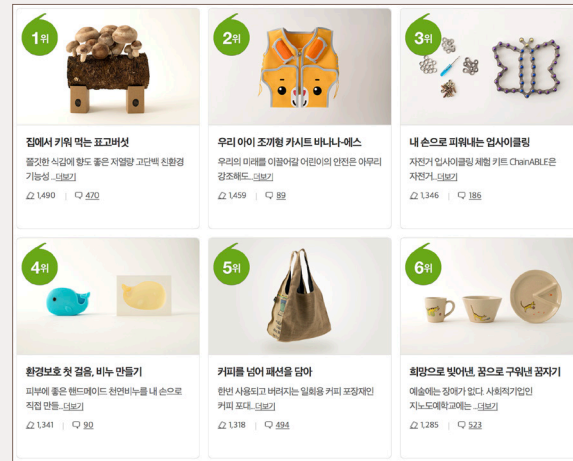 1위
2위
3위
집에서 키워 먹는 표고버섯
쫄깃한 식감에 향도 좋은 저열량 고단백 친환경
기능성 ...더보기
1,490 | 470
우리 아이 조끼형 카시트 바나나-에스
우리의 미래를 이끌어갈 어린이의 안전은 아무리
강조해도...더보기
1,459 | 89
내 손으로 피워내는 업사이클링
자전거 업사이클링 체험 키트 ChainABLE은
자전거...더보기
1,346 | 186
4위
5위
6위
환경보호 첫 걸음, 비누 만들기
피부에 좋은 핸드메이드 천연비누를 내 손으로
직접 만들...더보기
1,341 | 90
커피를 넘어 패션을 담아
한번 사용되고 버려지는 일회용 커피 포장재인
커피 포대...더보기
1,318 | 494
희망으로 빚어낸, 꿈으로 구워낸 꿈자기
예술에는 장애가 없다. 사회적기업인
지노도예학교에는 ...더보기
1,285 | 523